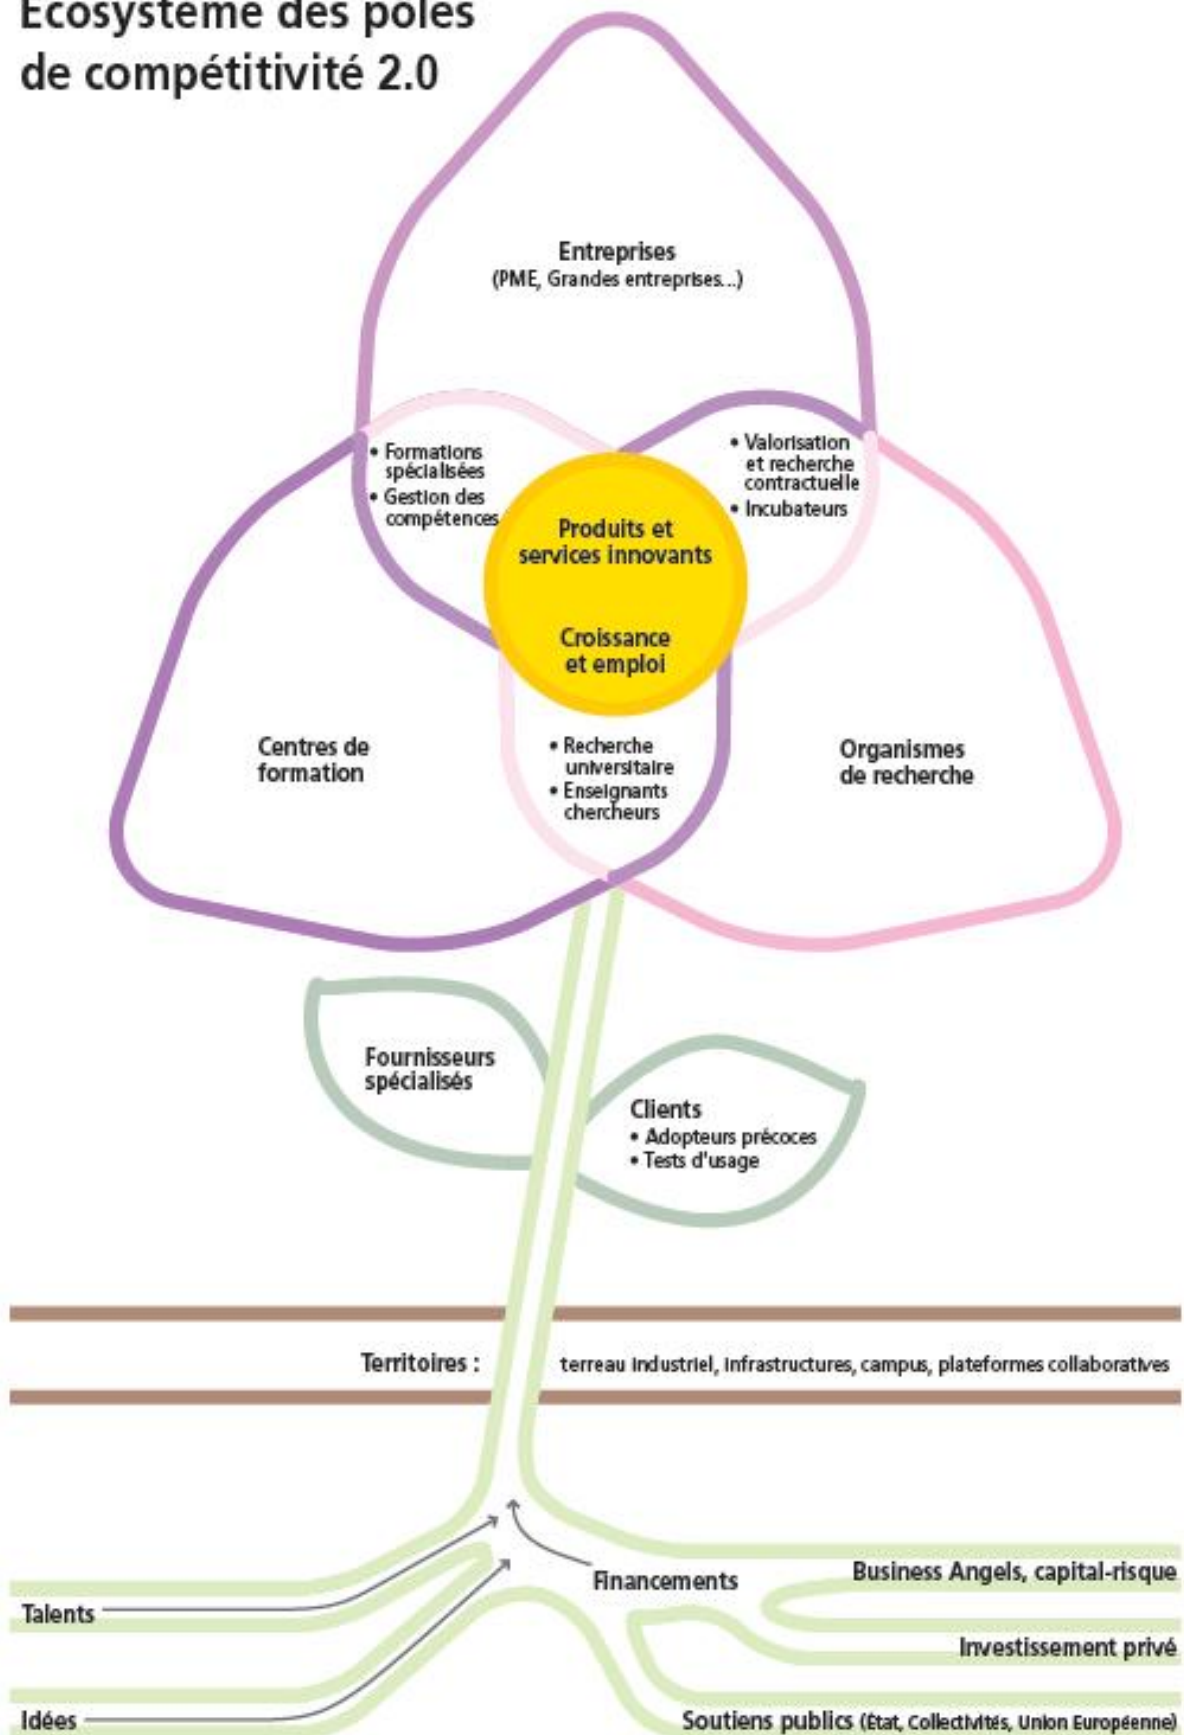 Ecosystème des pôles
de compétitivité 2.0
Entreprises
(PME, Grandes entreprises...)
• Formations
spécialisées
• Gestion des
compétences
• Valorisation
et recherche
contractuelle
• Incubateurs
Produits et
services innovants
Croissance
et emploi
Centres de
formation
• Recherche
universitaire
• Enseignants
chercheurs
Organismes
de recherche
Fournisseurs
spécialisés
Clients
• Adopteurs précoces
• Tests d'usage
Territoires : terreau industriel, infrastructures, campus, plateformes collaboratives
Talents
Idées
Financements
Business Angels, capital-risque
Investissement privé
Soutiens publics (État, Collectivités, Union Européenne)